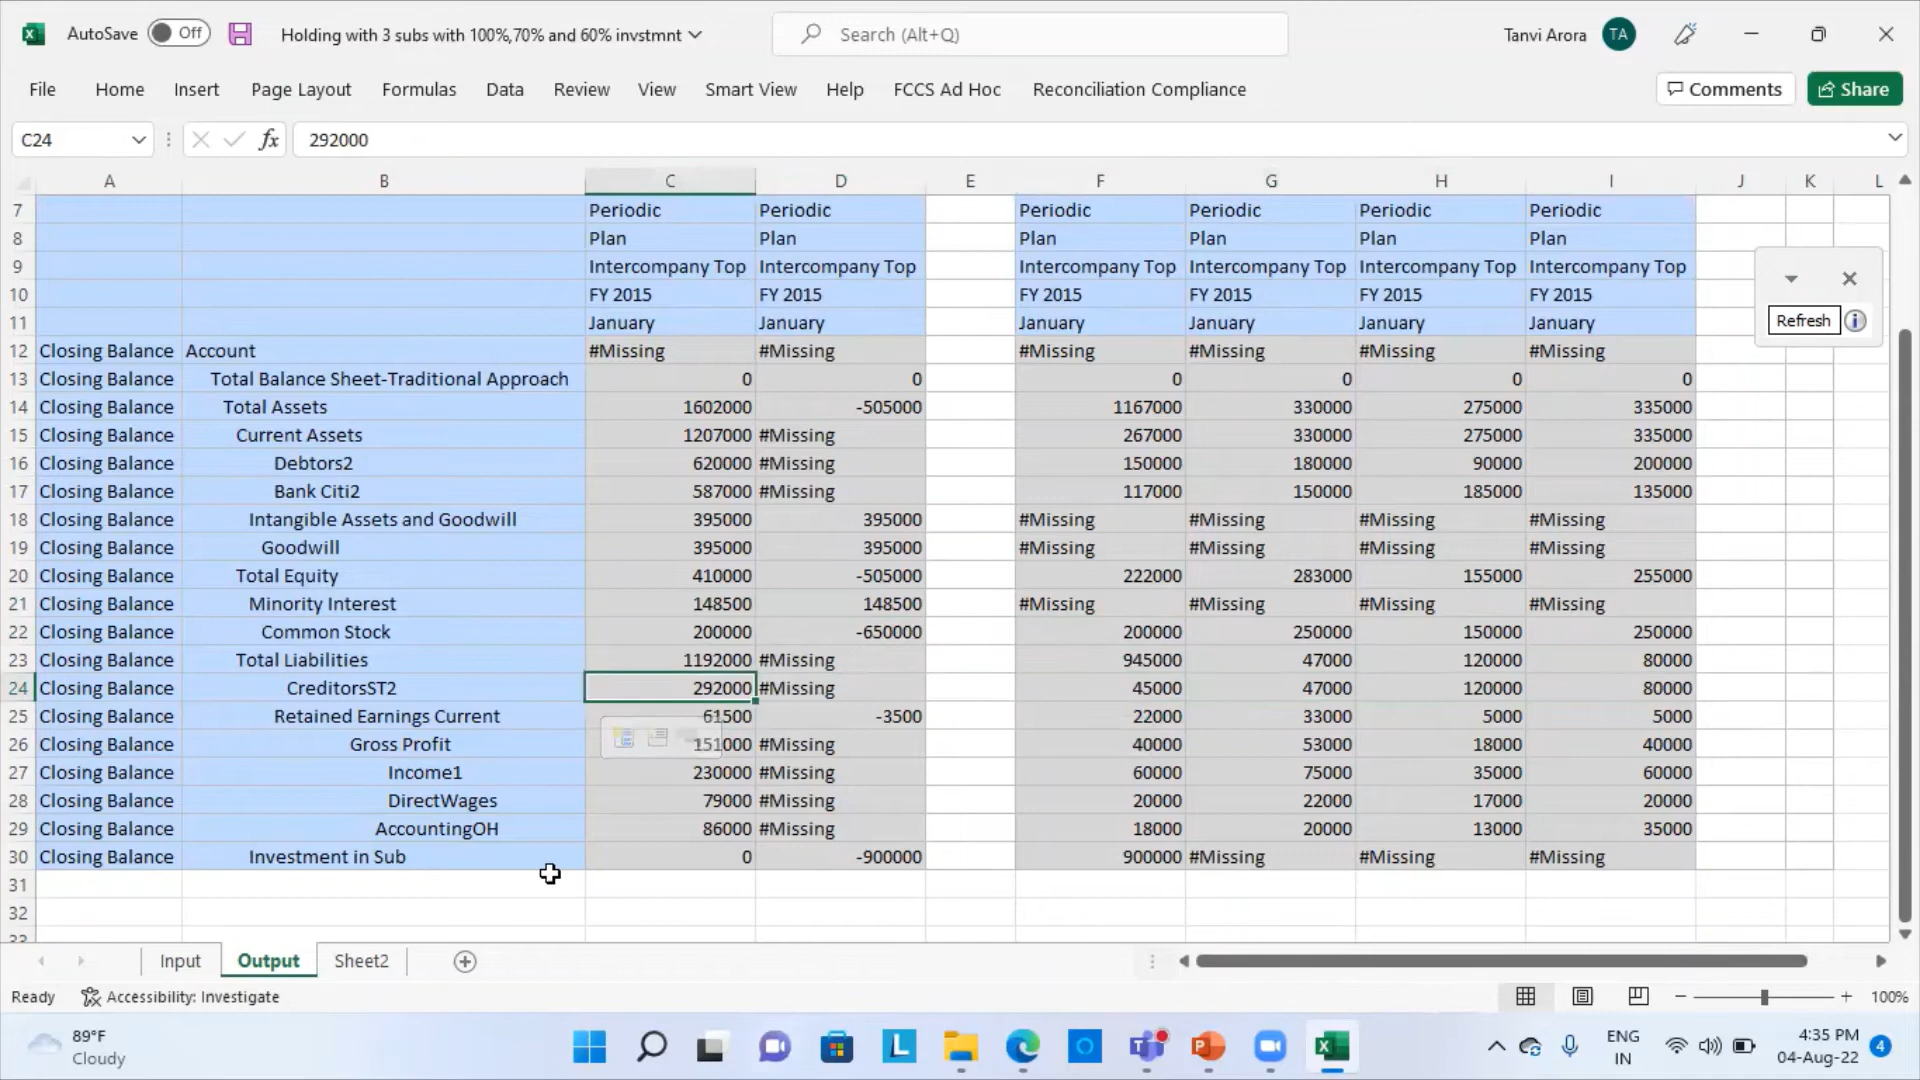 AutoSave Off Holding with 3 subs with 100%,70% and 60% invstmnt Search (Alt+Q) Tanvi Arora TA
File Home Insert Page Layout Formulas Data Review View Smart View Help FCCS Ad Hoc Reconciliation Compliance Comments Share
C24 fx 292000
A B C D E F G H I J K L
7 Periodic Periodic Periodic Periodic Periodic Periodic
8 Plan Plan Plan Plan Plan Plan
9 Intercompany Top Intercompany Top Intercompany Top Intercompany Top Intercompany Top Intercompany Top
10 FY 2015 FY 2015 FY 2015 FY 2015 FY 2015 FY 2015
11 January January January January January January
Refresh
12 Closing Balance Account #Missing #Missing #Missing #Missing #Missing #Missing
13 Closing Balance Total Balance Sheet-Traditional Approach 0 0 0 0 0 0
14 Closing Balance Total Assets 1602000 -505000 1167000 330000 275000 335000
15 Closing Balance Current Assets 1207000 #Missing 267000 330000 275000 335000
16 Closing Balance Debtors2 620000 #Missing 150000 180000 90000 200000
17 Closing Balance Bank Citi2 587000 #Missing 117000 150000 185000 135000
18 Closing Balance Intangible Assets and Goodwill 395000 395000 #Missing #Missing #Missing #Missing
19 Closing Balance Goodwill 395000 395000 #Missing #Missing #Missing #Missing
20 Closing Balance Total Equity 410000 -505000 222000 283000 155000 255000
21 Closing Balance Minority Interest 148500 148500 #Missing #Missing #Missing #Missing
22 Closing Balance Common Stock 200000 -650000 200000 250000 150000 250000
23 Closing Balance Total Liabilities 1192000 #Missing 945000 47000 120000 80000
24 Closing Balance CreditorsST2 292000 #Missing 45000 47000 120000 80000
25 Closing Balance Retained Earnings Current 61500 -3500 22000 33000 5000 5000
26 Closing Balance Gross Profit 151000 #Missing 40000 53000 18000 40000
27 Closing Balance Income1 230000 #Missing 60000 75000 35000 60000
28 Closing Balance DirectWages 79000 #Missing 20000 22000 17000 20000
29 Closing Balance AccountingOH 86000 #Missing 18000 20000 13000 35000
30 Closing Balance Investment in Sub 0 -900000 900000 #Missing #Missing #Missing
31
32
Input Output Sheet2
Ready Accessibility: Investigate 100%
89°F
Cloudy
ENG
IN
4:35 PM
04-Aug-22
4